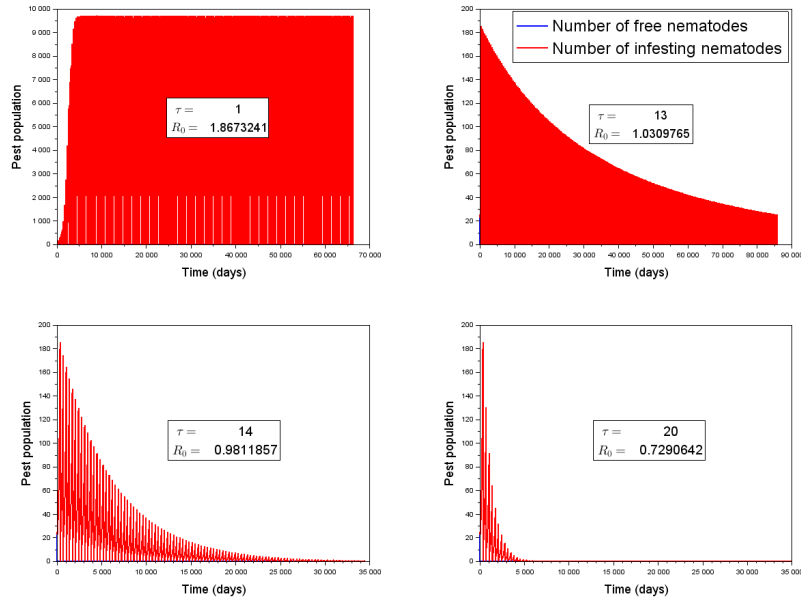 10 000
9 000
8 000
7 000
6 000
5 000
4 000
3 000
2 000
1 000
0
Pest population
τ = 1
R₀ = 1.8673241
0 10 000 20 000 30 000 40 000 50 000 60 000 70 000
Time (days)
200
180
160
140
120
100
80
60
40
20
0
Pest population
Number of free nematodes
Number of infesting nematodes
τ = 13
R₀ = 1.0309765
0 10 000 20 000 30 000 40 000 50 000 60 000 70 000 80 000 90 000
Time (days)
200
180
160
140
120
100
80
60
40
20
0
Pest population
τ = 14
R₀ = 0.9811857
0 5 000 10 000 15 000 20 000 25 000 30 000 35 000
Time (days)
200
180
160
140
120
100
80
60
40
20
0
Pest population
τ = 20
R₀ = 0.7290642
0 5 000 10 000 15 000 20 000 25 000 30 000 35 000
Time (days)